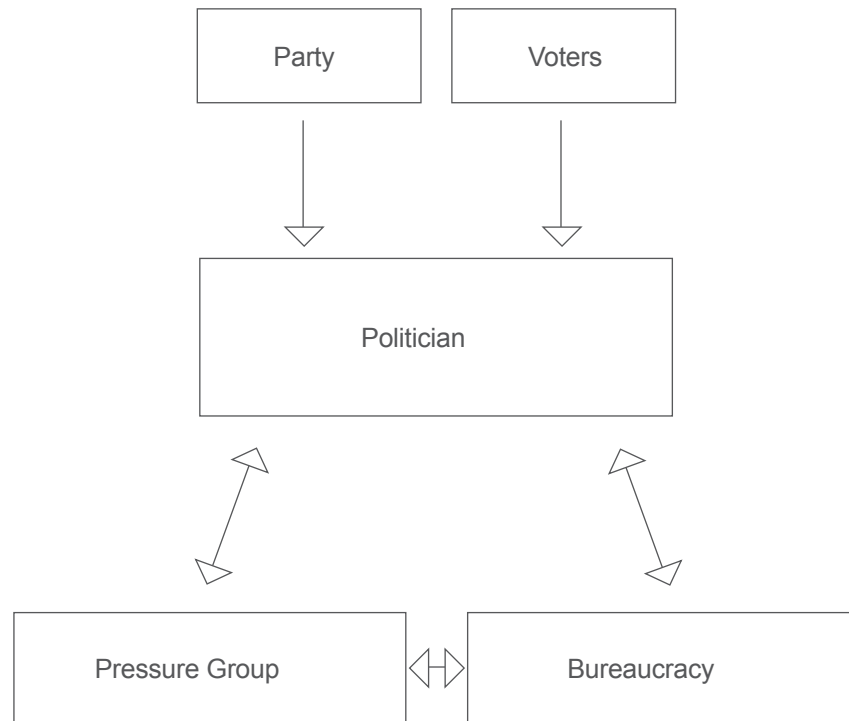 Party
Voters
Politician
Pressure Group
Bureaucracy